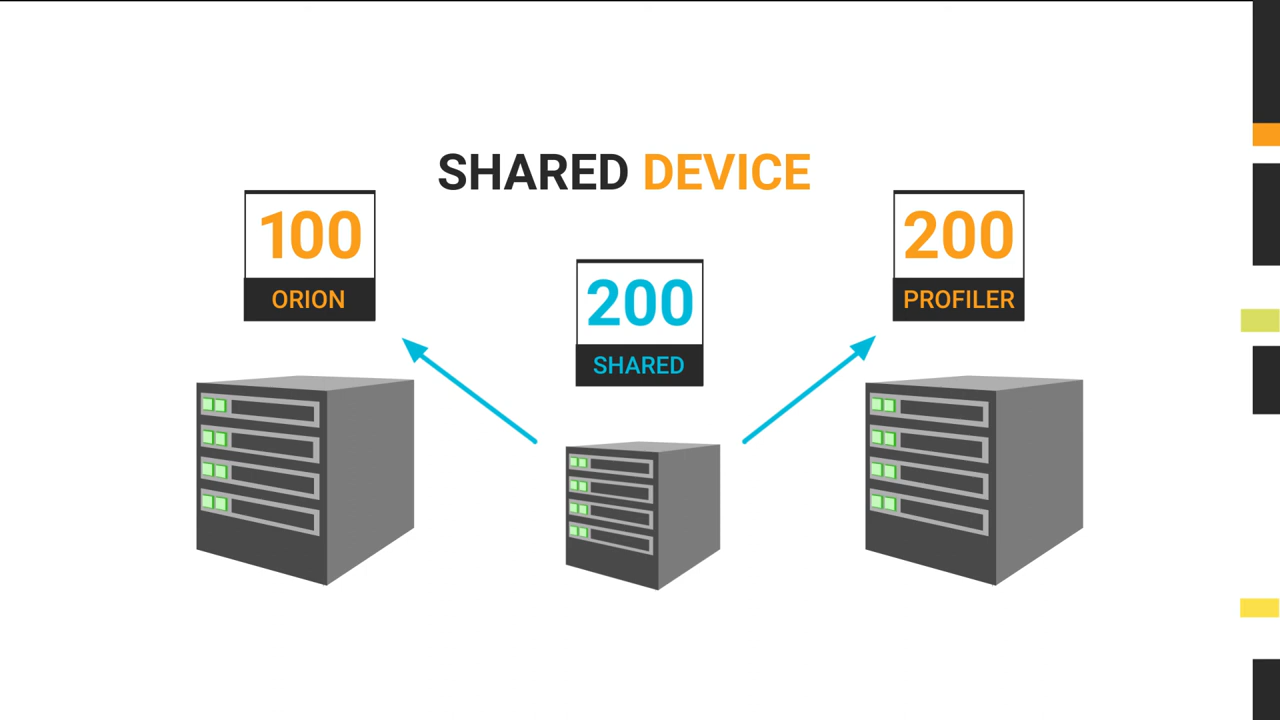 SHARED DEVICE
100
ORION
200
SHARED
200
PROFILER